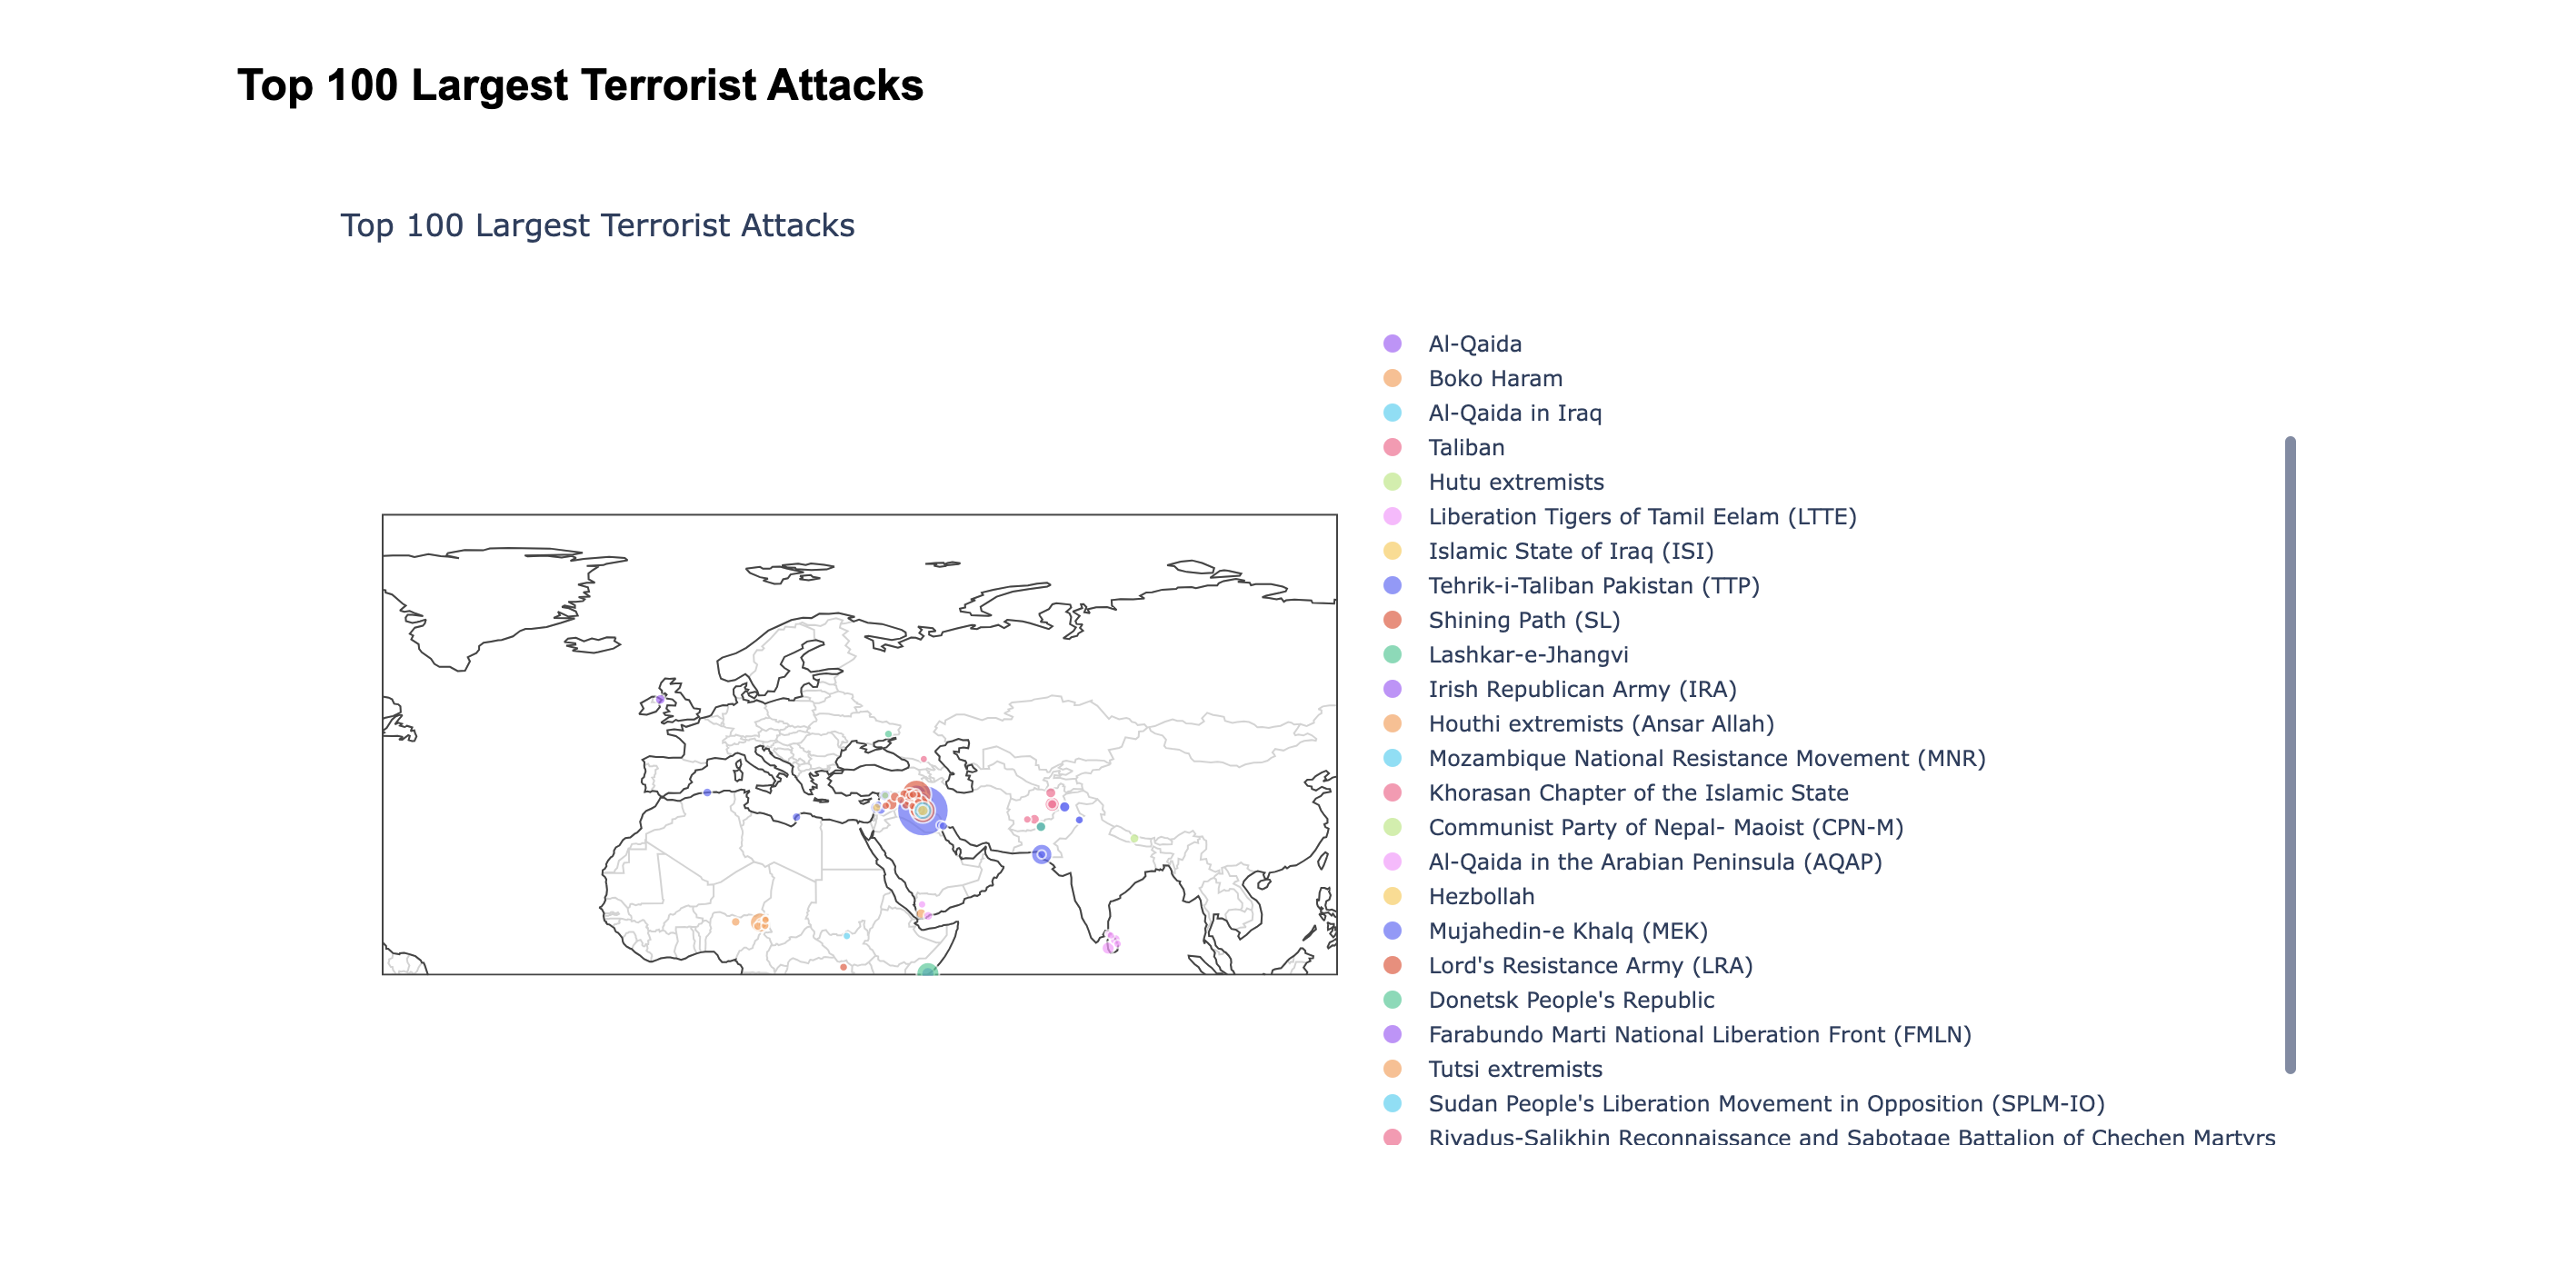 Top 100 Largest Terrorist Attacks
Top 100 Largest Terrorist Attacks
Al-Qaida
Boko Haram
Al-Qaida in Iraq
Taliban
Hutu extremists
Liberation Tigers of Tamil Eelam (LTTE)
Islamic State of Iraq (ISI)
Tehrik-i-Taliban Pakistan (TTP)
Shining Path (SL)
Lashkar-e-Jhangvi
Irish Republican Army (IRA)
Houthi extremists (Ansar Allah)
Mozambique National Resistance Movement (MNR)
Khorasan Chapter of the Islamic State
Communist Party of Nepal- Maoist (CPN-M)
Al-Qaida in the Arabian Peninsula (AQAP)
Hezbollah
Mujahedin-e Khalq (MEK)
Lord's Resistance Army (LRA)
Donetsk People's Republic
Farabundo Marti National Liberation Front (FMLN)
Tutsi extremists
Sudan People's Liberation Movement in Opposition (SPLM-IO)
Riyadus-Salikhin Reconnaissance and Sabotage Battalion of Chechen Martyrs